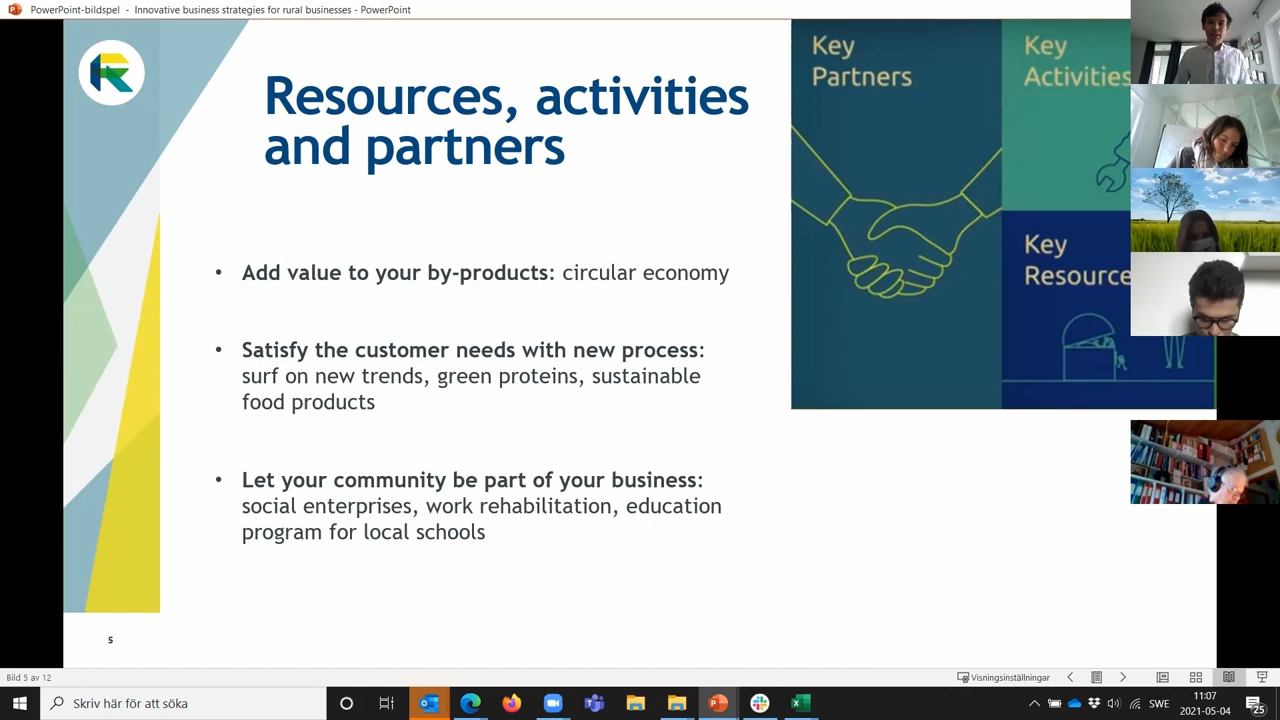 PowerPoint-bildspel - Innovative business strategies for rural businesses - PowerPoint
Resources, activities
and partners
• Add value to your by-products: circular economy
• Satisfy the customer needs with new process:
surf on new trends, green proteins, sustainable
food products
• Let your community be part of your business:
social enterprises, work rehabilitation, education
program for local schools
Key
Partners
Key
Activities
Key
Resource
5
Bild 5 av 12
Visningsinställningar
Skriv här för att söka
SWE
11:07
2021-05-04
25